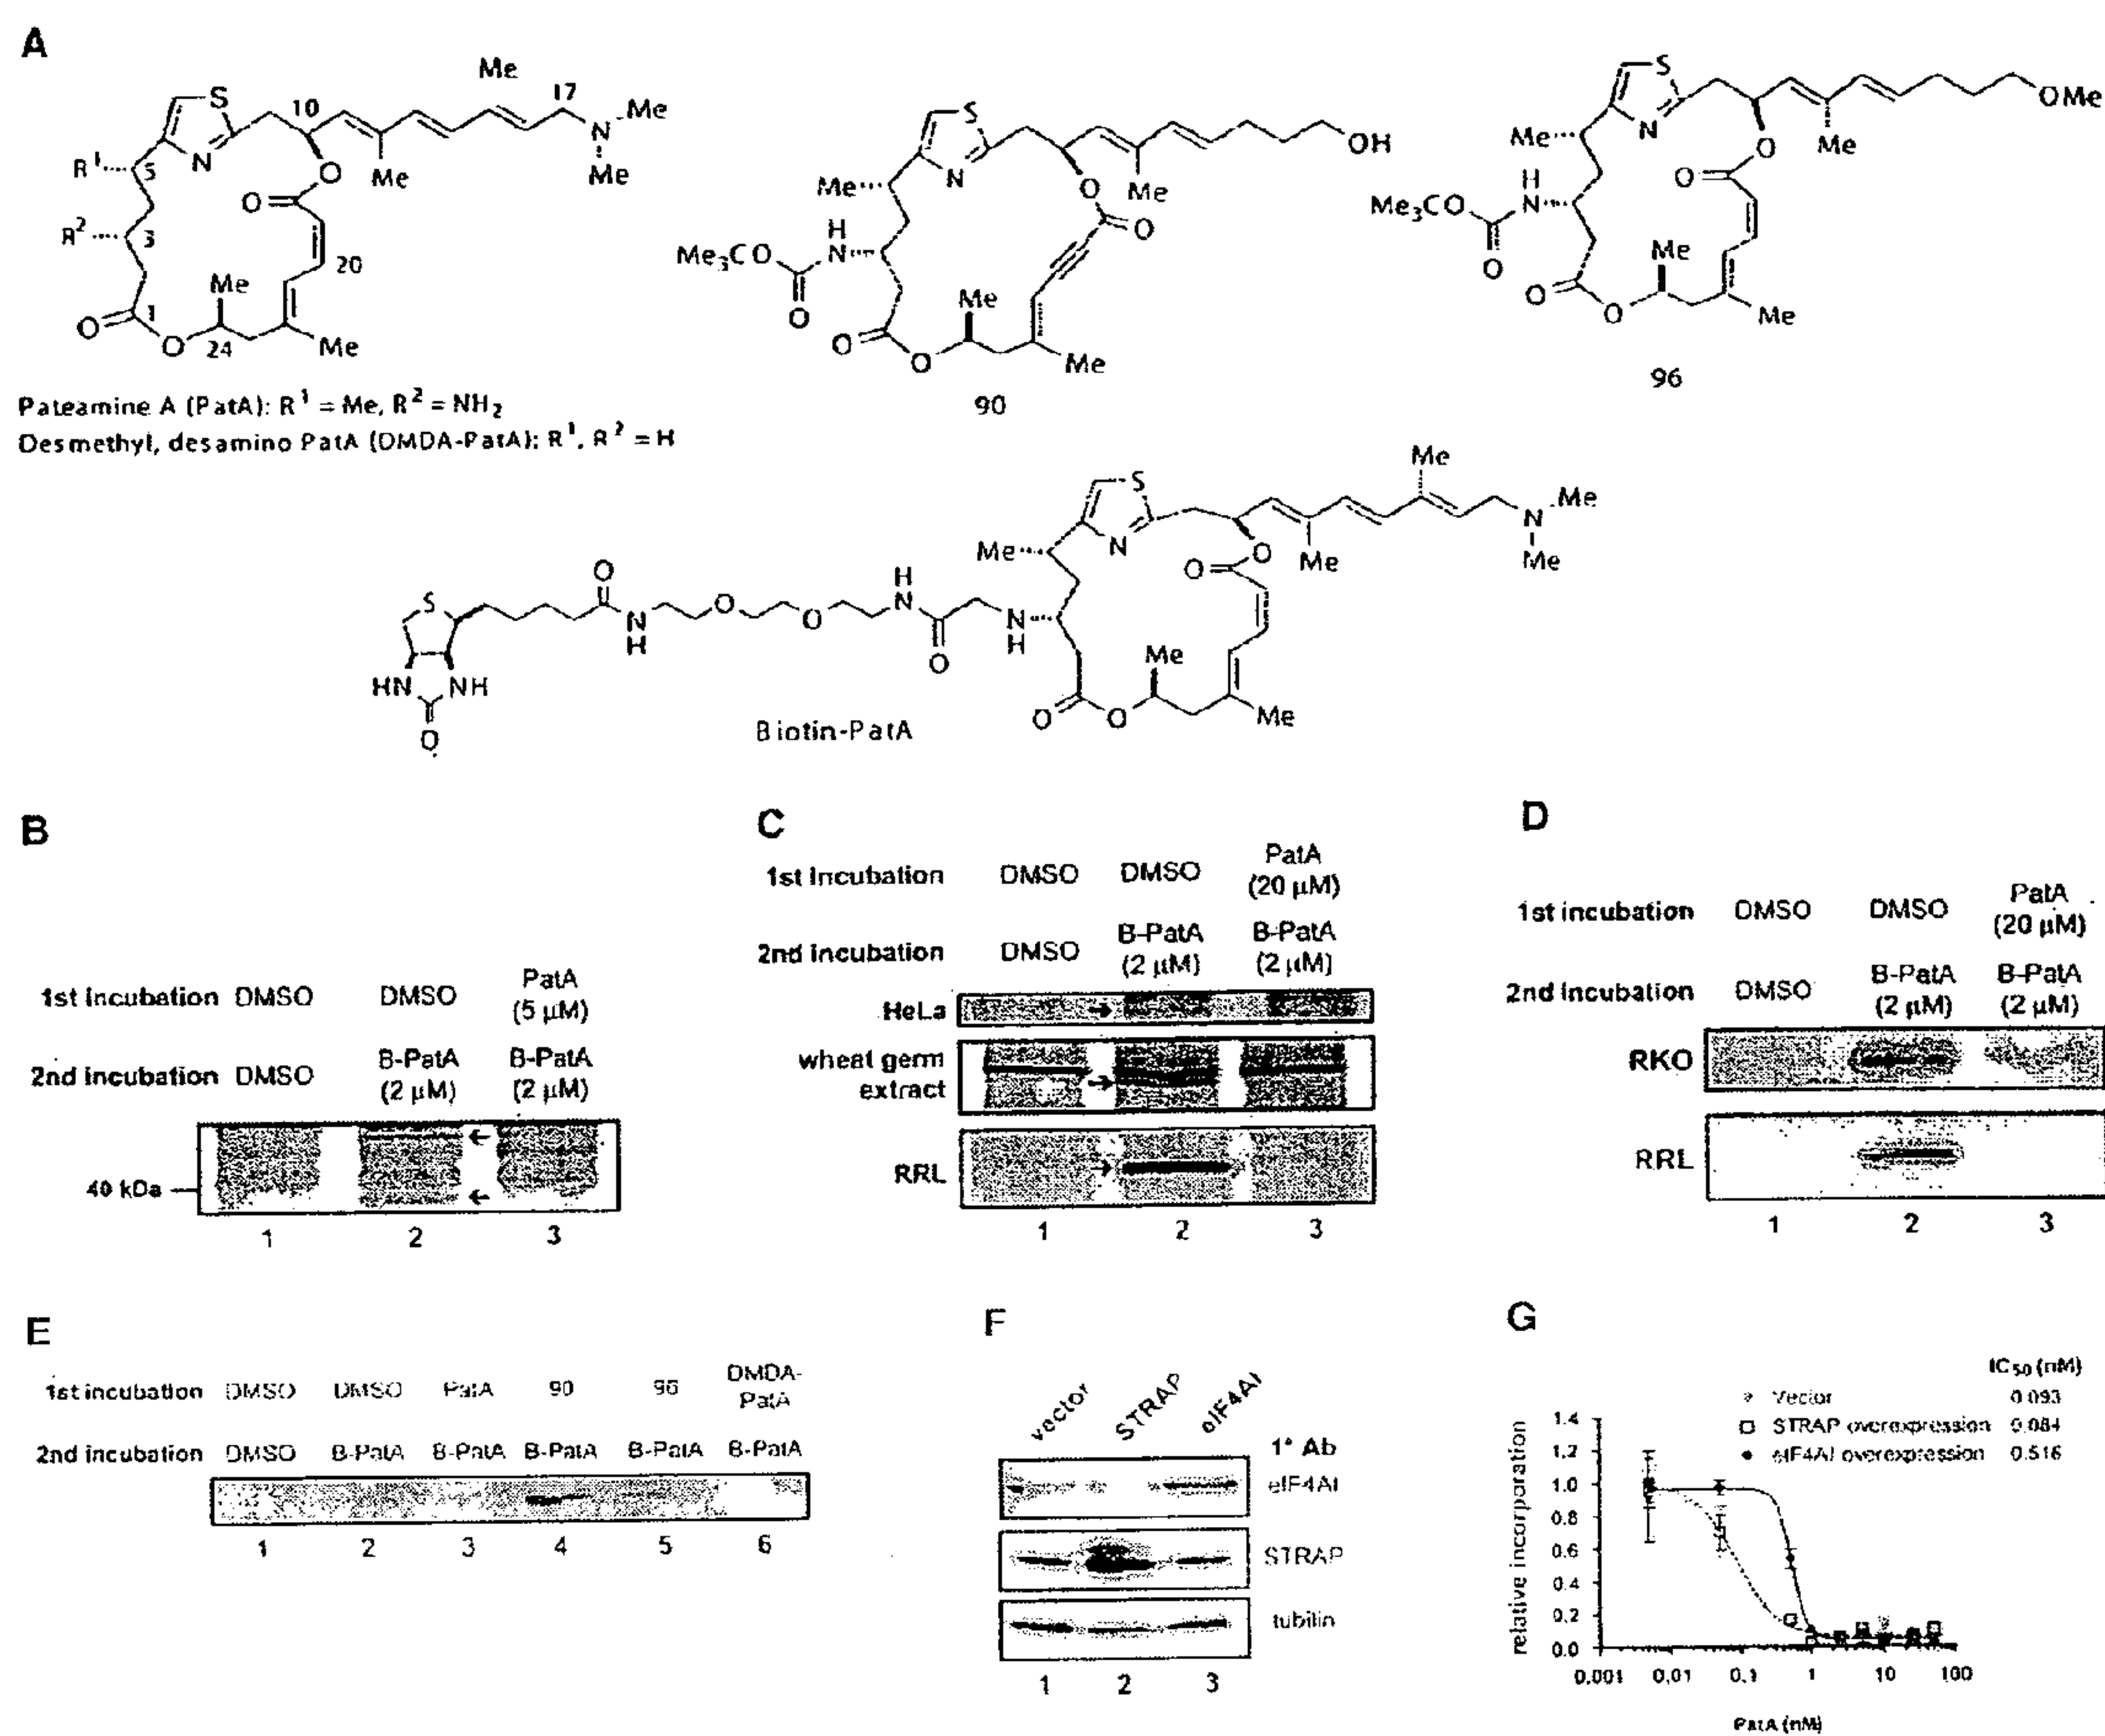 A
Me
S
10
17
Me
N
N
Me
R¹
5
O
Me
O
R²
3
20
Me
1
O
O
24
Me
Pateamine A (PatA): R¹ = Me, R² = NH₂
Desmethyl, desamino PatA (DMDA-PatA): R¹, R² = H
S
N
OH
Me
O
Me
H
N
O
Me₃CO
O
Me
O
O
Me
90
S
N
OMe
Me
O
Me
H
N
O
Me₃CO
O
Me
O
O
Me
96
Me
S
N
Me
N
Me
Me
O
Me
O
O
S
N
H
O
O
H
N
O
N
H
HN
NH
O
Me
O
O
Me
Biotin-PatA
B
1st incubation DMSO DMSO PatA (5 µM)
2nd incubation DMSO B-PatA (2 µM) B-PatA (2 µM)
40 kDa
1 2 3
C
1st incubation DMSO DMSO PatA (20 µM)
2nd incubation DMSO B-PatA (2 µM) B-PatA (2 µM)
HeLa
wheat germ
extract
RRL
1 2 3
D
1st incubation DMSO DMSO PatA (20 µM)
2nd incubation DMSO B-PatA (2 µM) B-PatA (2 µM)
RKO
RRL
1 2 3
E
1st incubation DMSO DMSO PatA 90 96 DMDA-PatA
2nd incubation DMSO B-PatA B-PatA B-PatA B-PatA B-PatA
1 2 3 4 5 6
F
vector STRAP eIF4AI
1° Ab
eIF4AI
STRAP
tubilin
1 2 3
G
IC₅₀ (nM)
Vector 0.093
STRAP overexpression 0.084
eIF4AI overexpression 0.516
relative incorporation
1.4
1.2
1.0
0.8
0.6
0.4
0.2
0.0
0.001 0.01 0.1 1 10 100
PatA (nM)